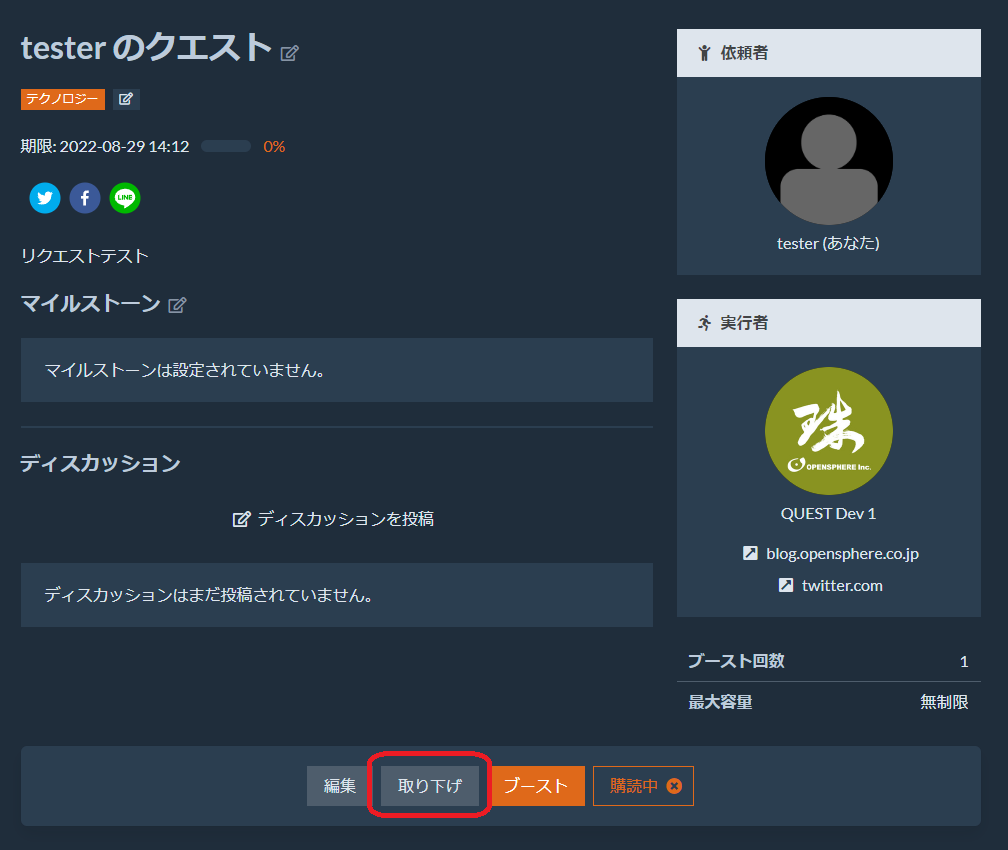 tester のクエスト
テクノロジー
期限: 2022-08-29 14:12 0%
LINE
リクエストテスト
マイルストーン
マイルストーンは設定されていません。
ディスカッション
ディスカッションを投稿
ディスカッションはまだ投稿されていません。
依頼者
tester (あなた)
実行者
珠
OPENSPHERE Inc.
QUEST Dev 1
blog.opensphere.co.jp
twitter.com
ブースト回数 1
最大容量 無制限
編集 取り下げ ブースト 購読中